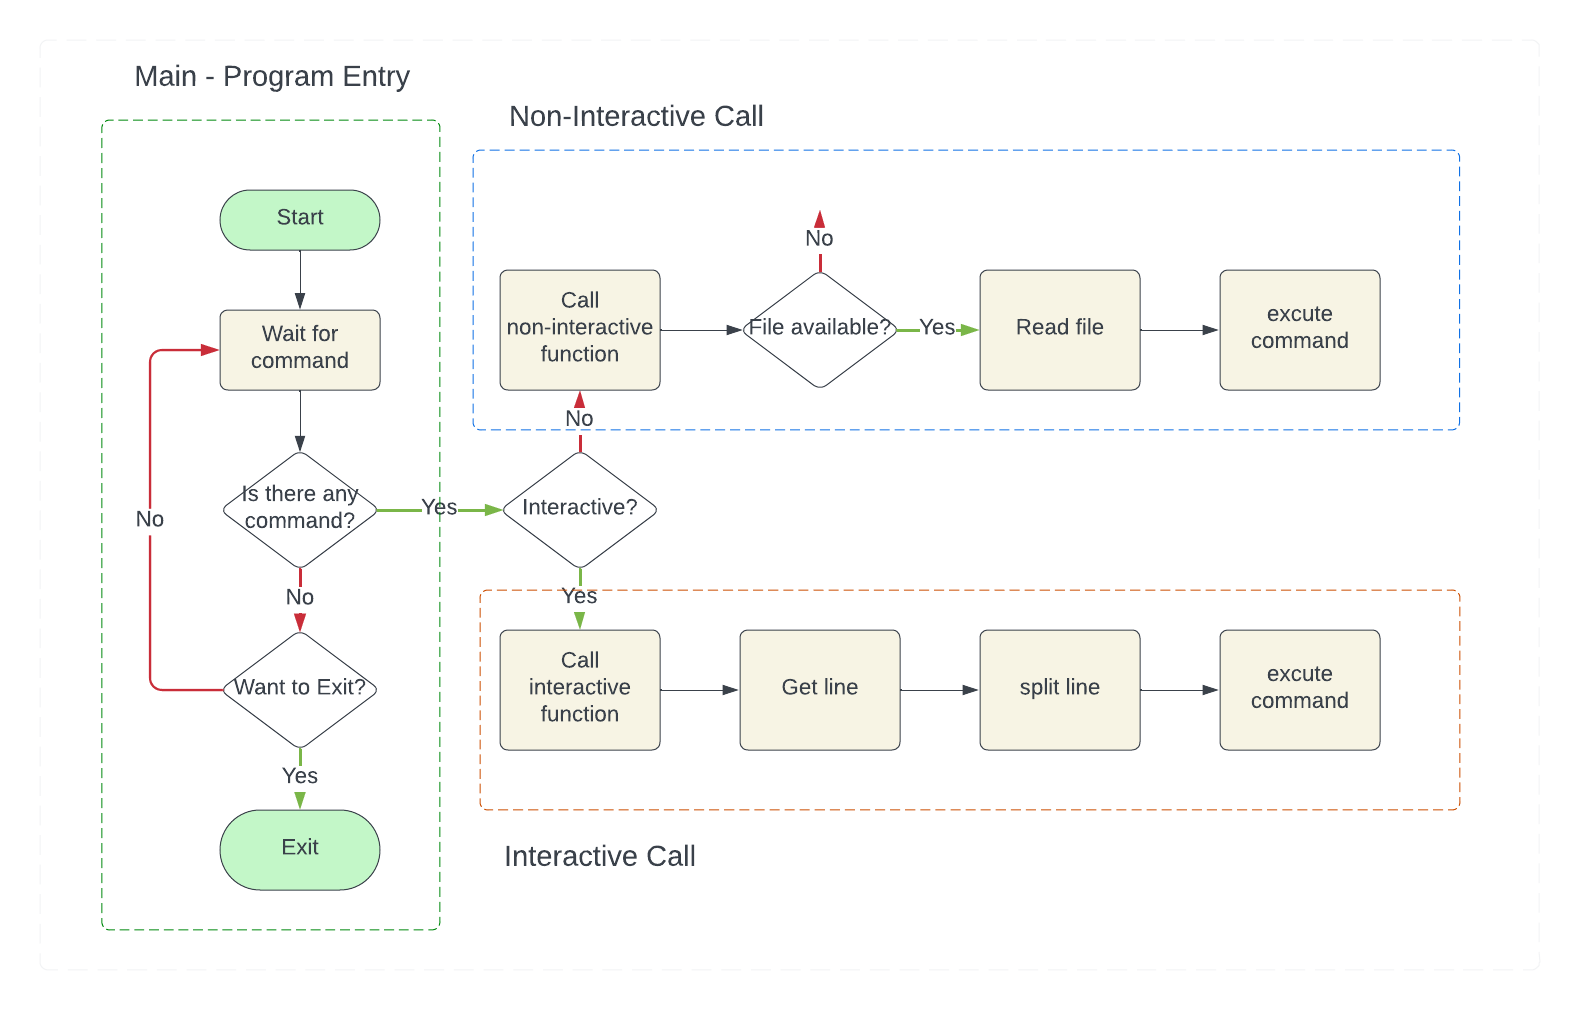 Main - Program Entry
Start
Wait for
command
Is there any
command?
No
Yes
No
Want to Exit?
Yes
Exit
Non-Interactive Call
Call
non-interactive
function
No
File available?
Yes
Read file
excute
command
No
Interactive?
Yes
Call
interactive
function
Get line
split line
excute
command
Interactive Call